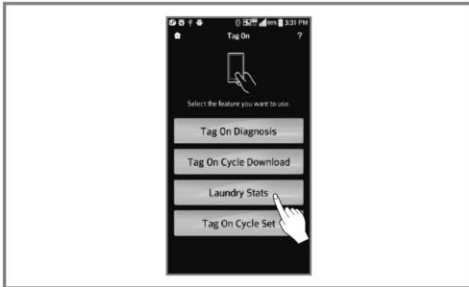 3:31 PM
Tag On
?
Select the feature you want to use.
Tag On Diagnosis
Tag On Cycle Download
Laundry Stats
Tag On Cycle Set